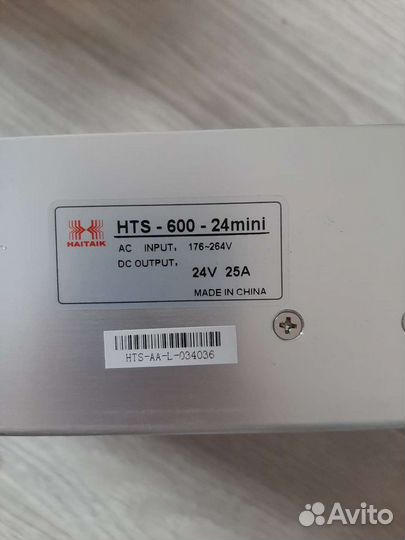 HTS - 600 - 24mini
HAITAIK
AC INPUT, 176~264V
DC OUTPUT, 24V 25A
MADE IN CHINA
HTS-AA-L-034036
Avito